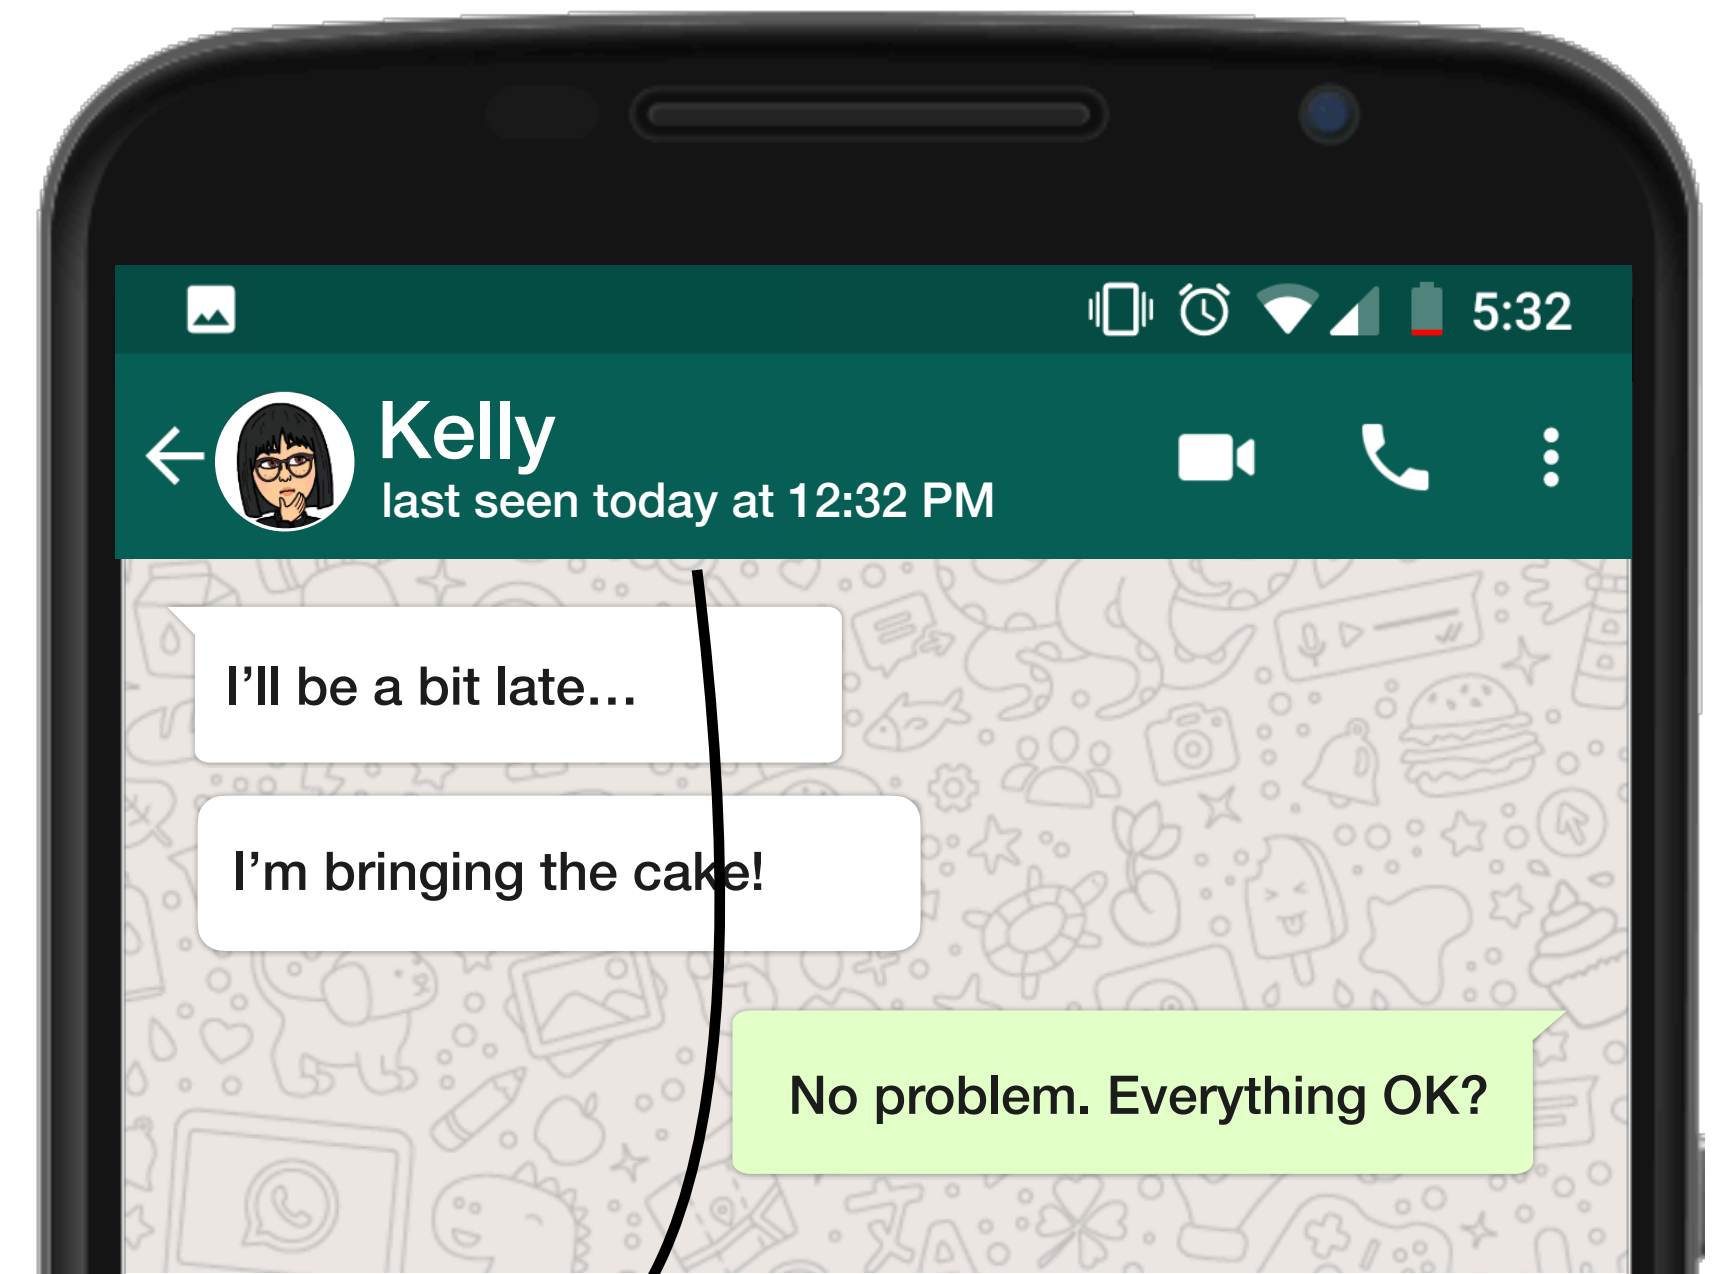 5:32
Kelly
last seen today at 12:32 PM
I’ll be a bit late…
I’m bringing the cake!
No problem. Everything OK?